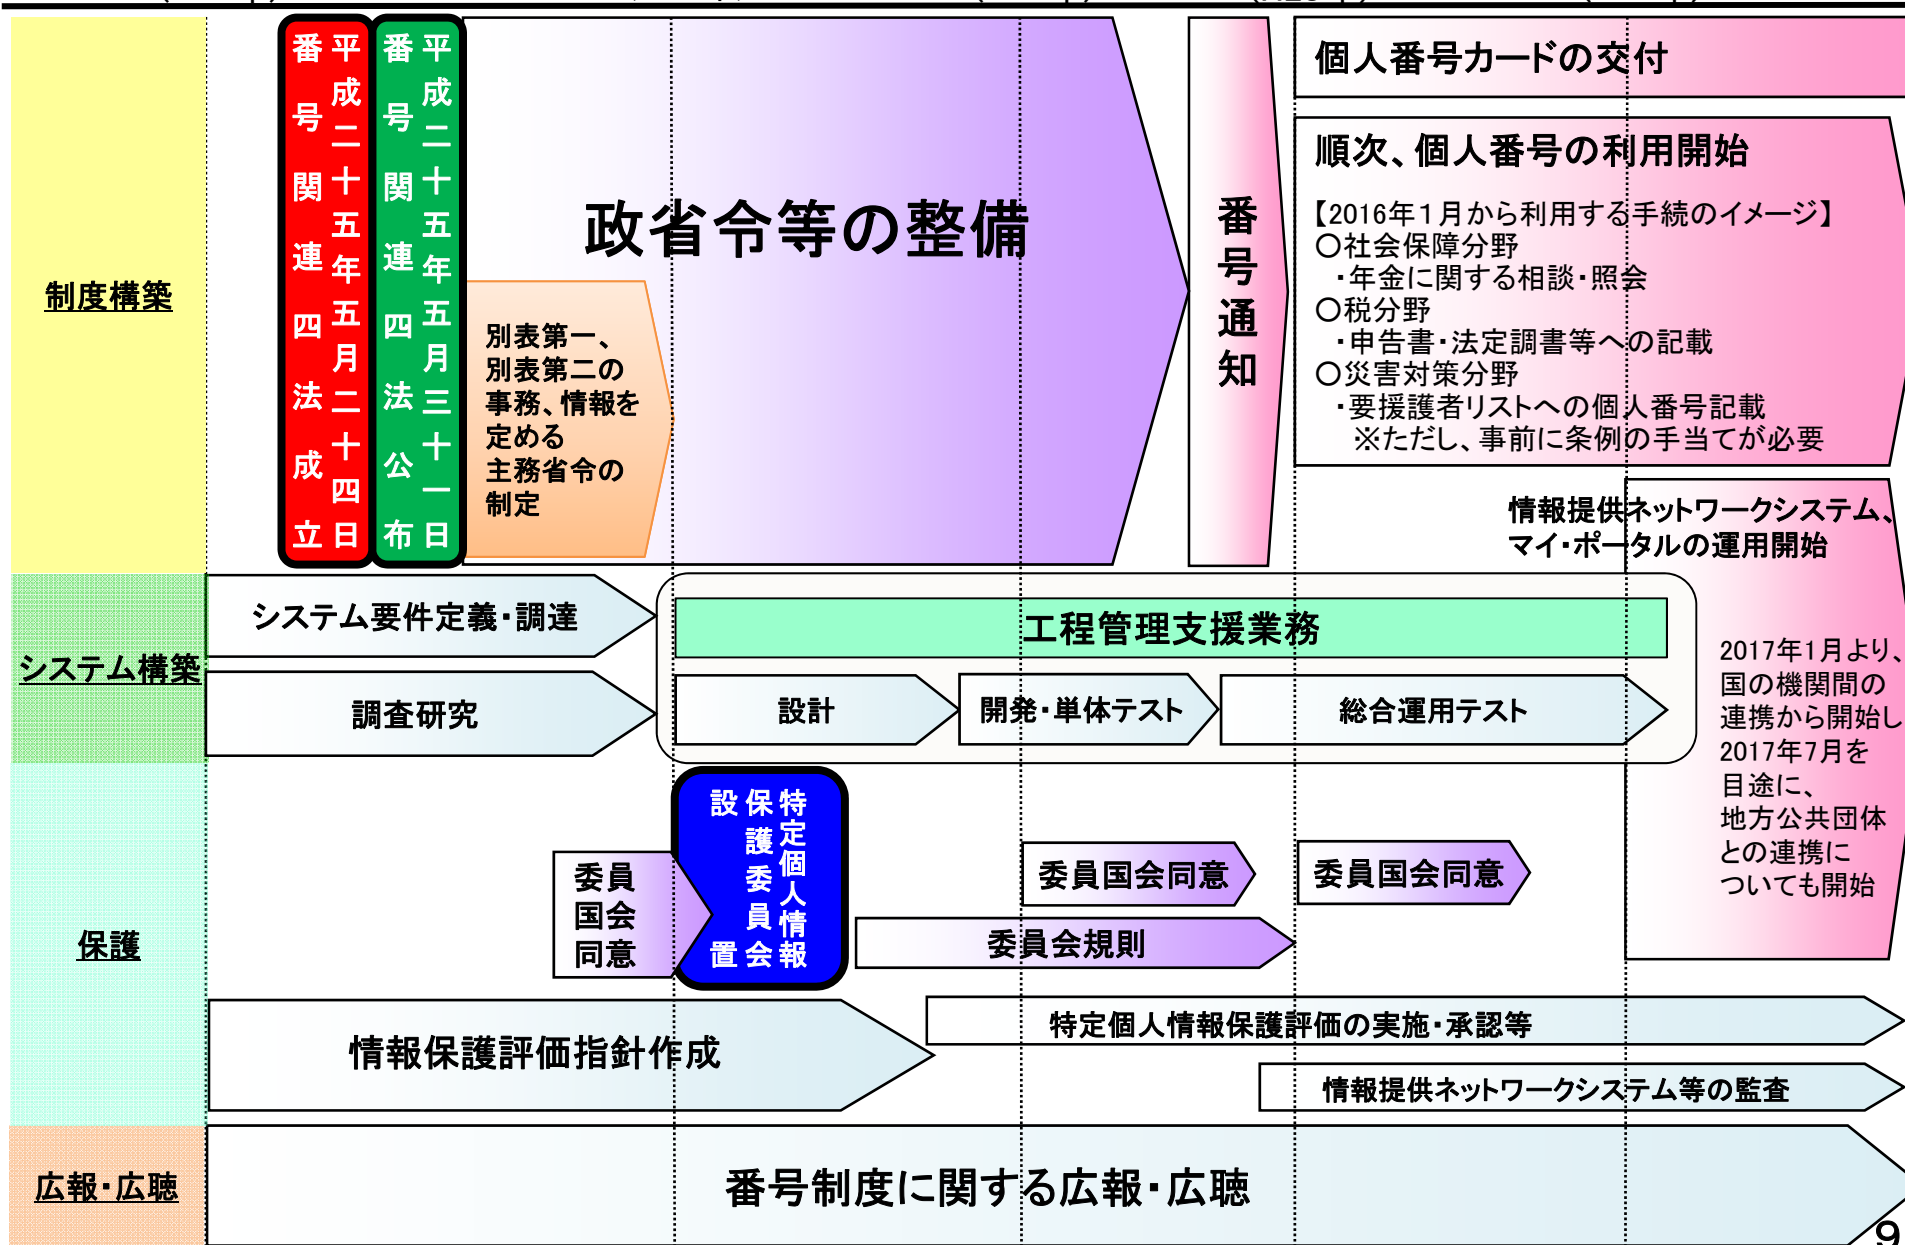 制度構築
平成二十五年五月二十四日
番号関連四法成立
平成二十五年五月三十一日
番号関連四法公布
政省令等の整備
別表第一、
別表第二の
事務、情報を
定める
主務省令の
制定
番号通知
個人番号カードの交付
順次、個人番号の利用開始
【2016年1月から利用する手続のイメージ】
○社会保障分野
・年金に関する相談・照会
○税分野
・申告書・法定調書等への記載
○災害対策分野
・要援護者リストへの個人番号記載
※ただし、事前に条例の手当てが必要
情報提供ネットワークシステム、
マイ・ポータルの運用開始
2017年1月より、
国の機関間の
連携から開始し
2017年7月を
目途に、
地方公共団体
との連携に
ついても開始
システム構築
システム要件定義・調達
調査研究
工程管理支援業務
設計
開発・単体テスト
総合運用テスト
保護
委員
国会
同意
特定個人情報
保護委員会
設置
委員国会同意
委員国会同意
委員会規則
情報保護評価指針作成
特定個人情報保護評価の実施・承認等
情報提供ネットワークシステム等の監査
広報・広聴
番号制度に関する広報・広聴
9